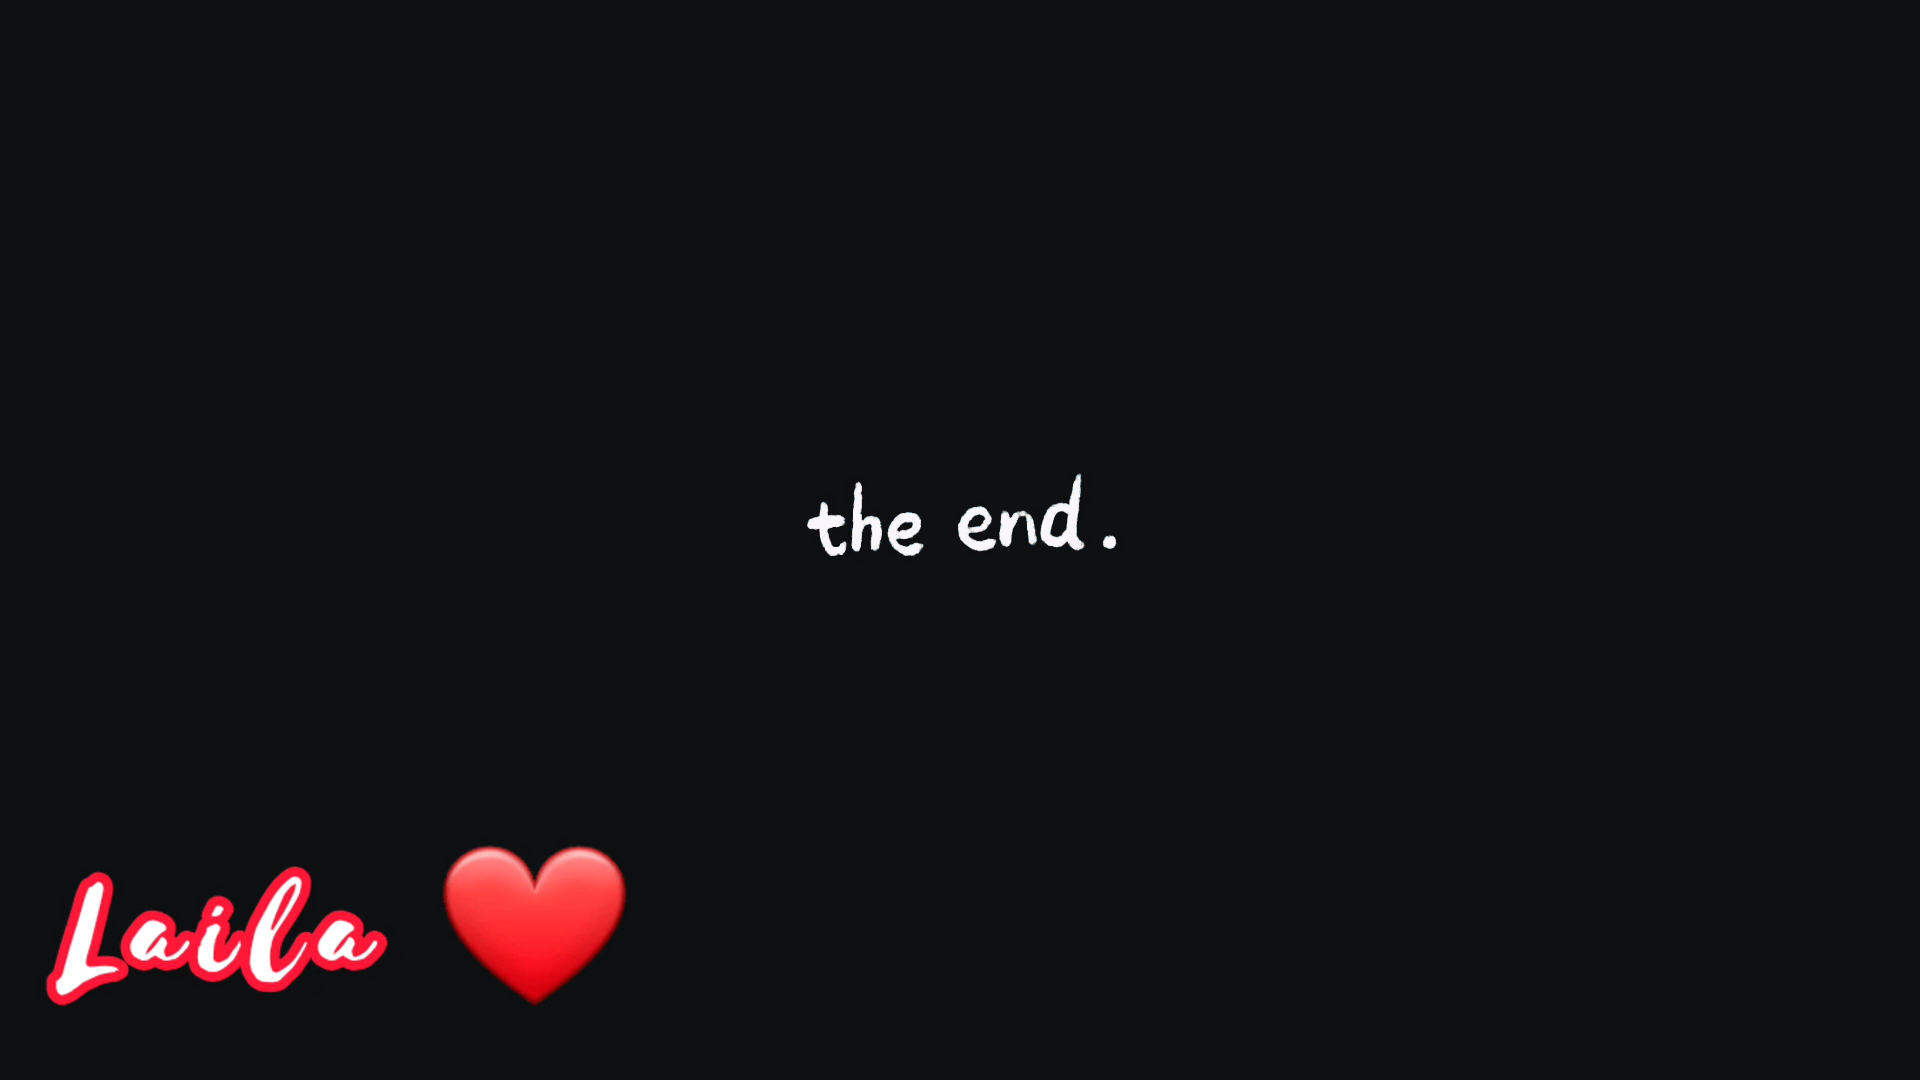 the end.
Laila ❤️